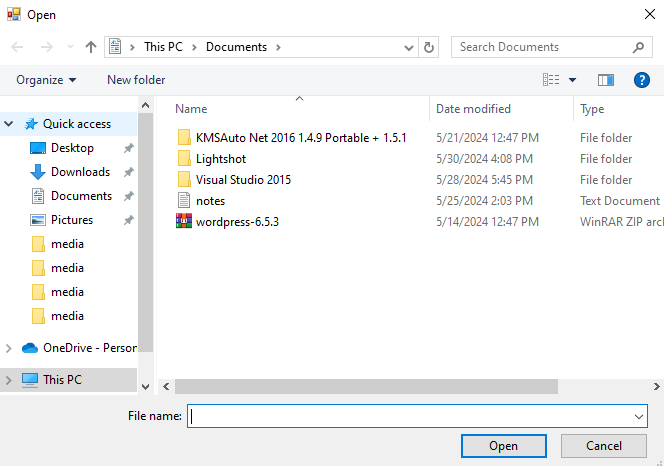 Open
This PC > Documents >
Search Documents
Organize
New folder
Name
Date modified
Type
Quick access
Desktop
Downloads
Documents
Pictures
media
media
media
media
OneDrive - Person
This PC
KMSAuto Net 2016 1.4.9 Portable + 1.5.1 5/21/2024 12:47 PM File folder
Lightshot 5/30/2024 4:08 PM File folder
Visual Studio 2015 5/28/2024 5:45 PM File folder
notes 5/25/2024 2:03 PM Text Document
wordpress-6.5.3 5/14/2024 12:47 PM WinRAR ZIP arc
File name:
Open
Cancel